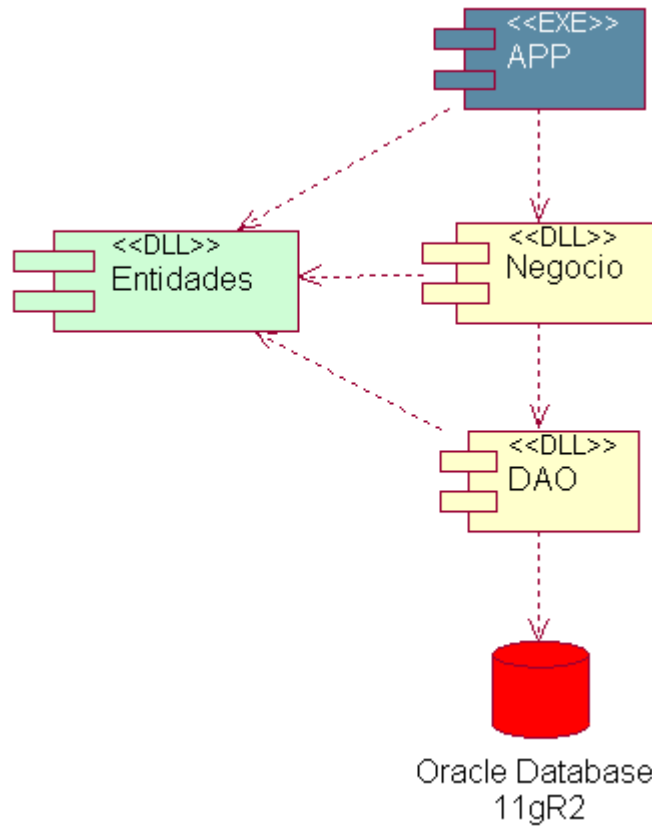 <<EXE>>
APP
<<DLL>>
Entidades
<<DLL>>
Negocio
<<DLL>>
DAO
Oracle Database
11gR2